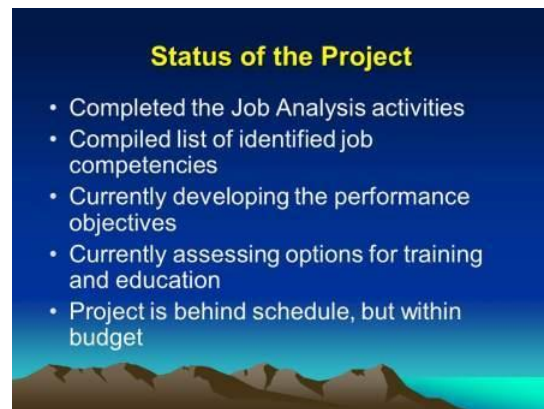 Status of the Project
• Completed the Job Analysis activities
• Compiled list of identified job
competencies
• Currently developing the performance
objectives
• Currently assessing options for training
and education
• Project is behind schedule, but within
budget